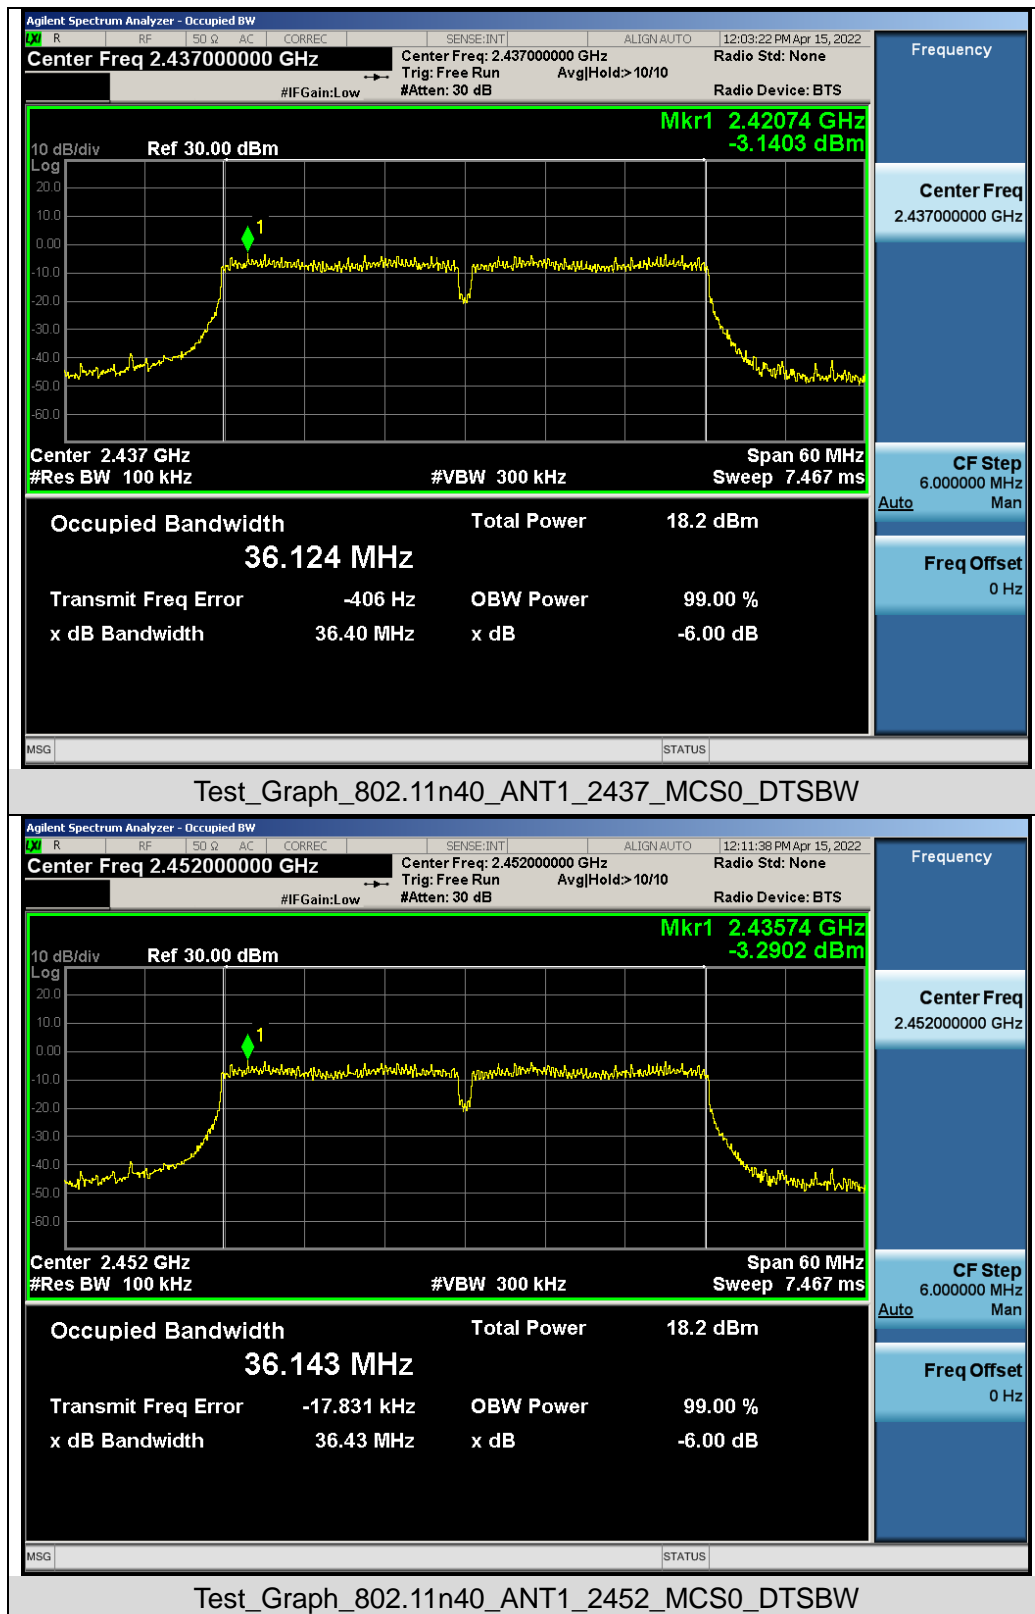 Agilent Spectrum Analyzer - Occupied BW
LXI R RF 50 Ω AC CORREC SENSE:INT ALIGN AUTO 12:03:22 PM Apr 15, 2022
Center Freq 2.437000000 GHz Center Freq: 2.437000000 GHz Radio Std: None Frequency
Trig: Free Run Avg|Hold:> 10/10
#IFGain:Low #Atten: 30 dB Radio Device: BTS
Mkr1 2.42074 GHz
10 dB/div Ref 30.00 dBm -3.1403 dBm
Log
20.0
10.0
0.00
-10.0
-20.0
-30.0
-40.0
-50.0
-60.0
1
Center Freq
2.437000000 GHz
Center 2.437 GHz Span 60 MHz
#Res BW 100 kHz #VBW 300 kHz Sweep 7.467 ms
CF Step
6.000000 MHz
Auto Man
Occupied Bandwidth Total Power 18.2 dBm
36.124 MHz
Freq Offset
0 Hz
Transmit Freq Error -406 Hz OBW Power 99.00 %
x dB Bandwidth 36.40 MHz x dB -6.00 dB
MSG STATUS
Test_Graph_802.11n40_ANT1_2437_MCS0_DTSBW
Agilent Spectrum Analyzer - Occupied BW
LXI R RF 50 Ω AC CORREC SENSE:INT ALIGN AUTO 12:11:38 PM Apr 15, 2022
Center Freq 2.452000000 GHz Center Freq: 2.452000000 GHz Radio Std: None Frequency
Trig: Free Run Avg|Hold:> 10/10
#IFGain:Low #Atten: 30 dB Radio Device: BTS
Mkr1 2.43574 GHz
10 dB/div Ref 30.00 dBm -3.2902 dBm
Log
20.0
10.0
0.00
-10.0
-20.0
-30.0
-40.0
-50.0
-60.0
1
Center Freq
2.452000000 GHz
Center 2.452 GHz Span 60 MHz
#Res BW 100 kHz #VBW 300 kHz Sweep 7.467 ms
CF Step
6.000000 MHz
Auto Man
Occupied Bandwidth Total Power 18.2 dBm
36.143 MHz
Freq Offset
0 Hz
Transmit Freq Error -17.831 kHz OBW Power 99.00 %
x dB Bandwidth 36.43 MHz x dB -6.00 dB
MSG STATUS
Test_Graph_802.11n40_ANT1_2452_MCS0_DTSBW